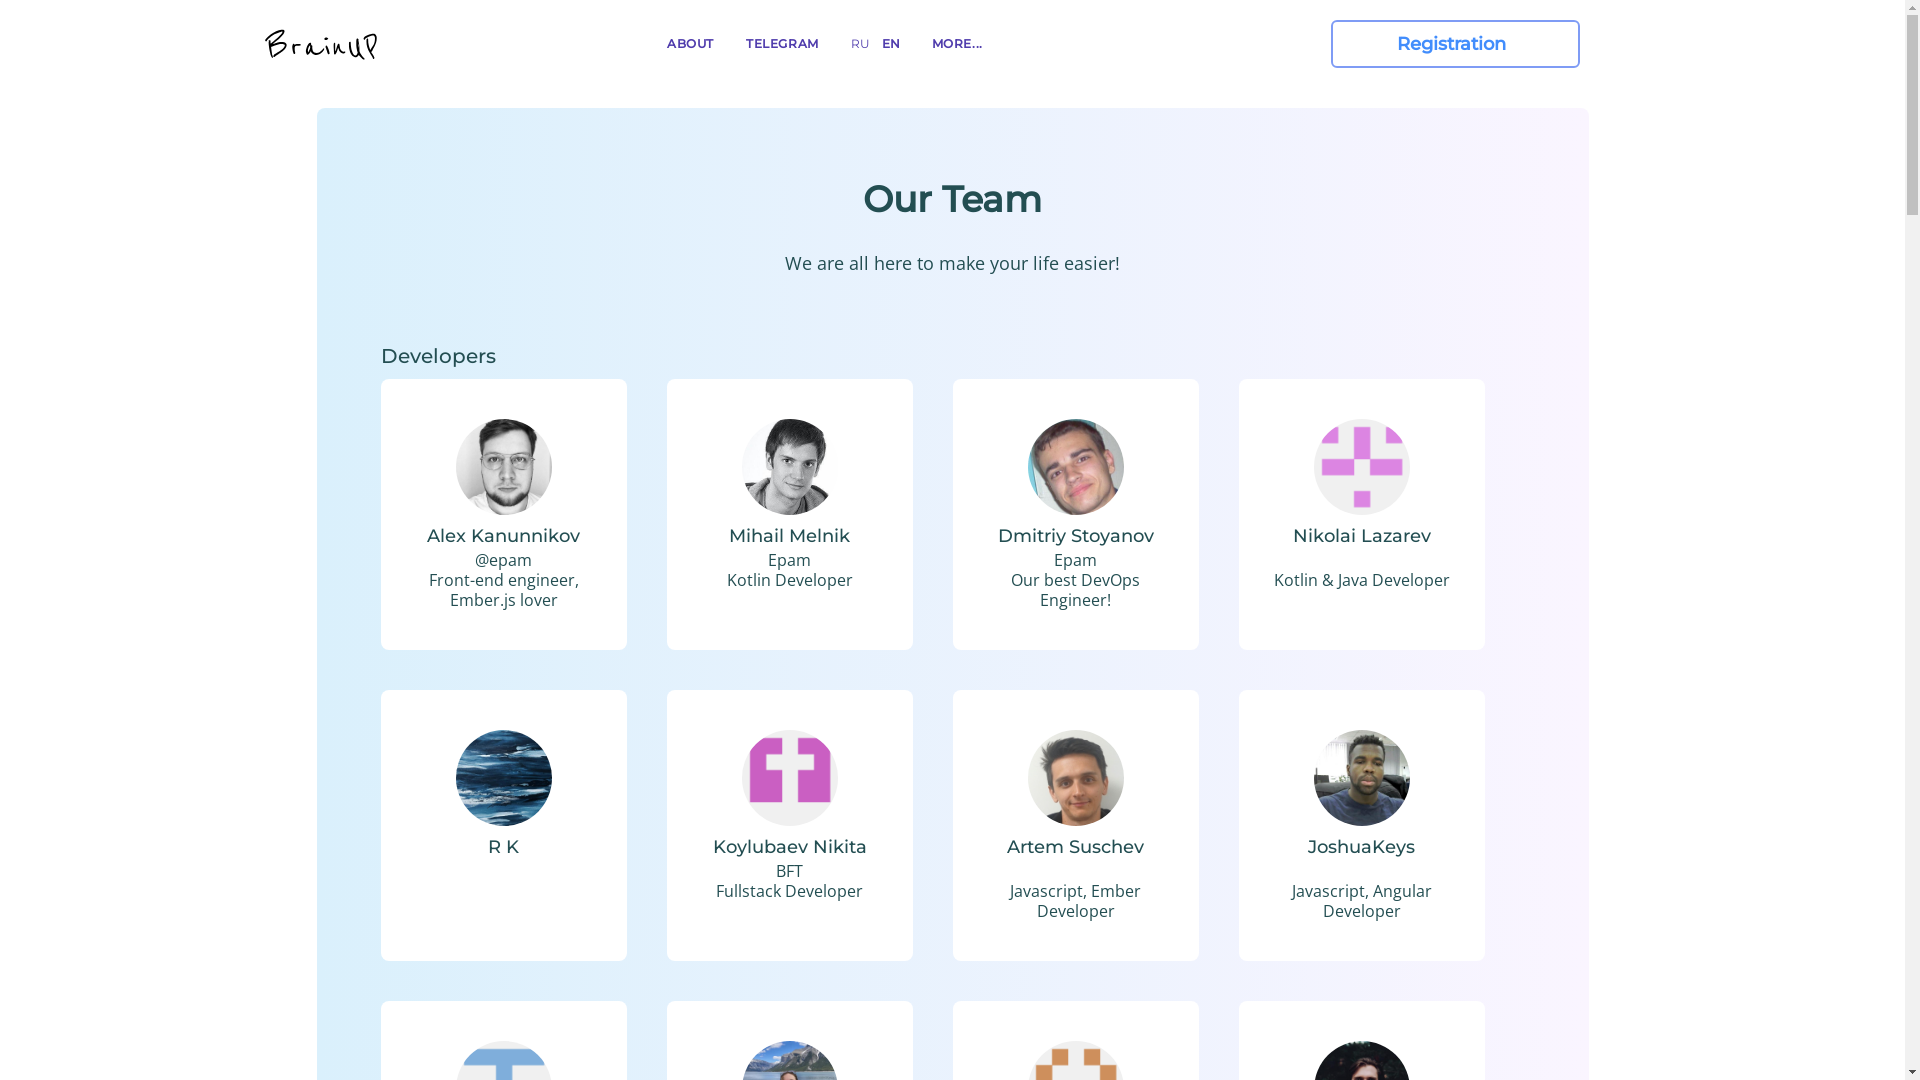 BrainUP
ABOUT
TELEGRAM
RU
EN
MORE...
Registration
Our Team
We are all here to make your life easier!
Developers
Alex Kanunnikov
@epam
Front-end engineer,
Ember.js lover
Mihail Melnik
Epam
Kotlin Developer
Dmitriy Stoyanov
Epam
Our best DevOps
Engineer!
Nikolai Lazarev
Kotlin & Java Developer
R K
Koylubaev Nikita
BFT
Fullstack Developer
Artem Suschev
Javascript, Ember
Developer
JoshuaKeys
Javascript, Angular
Developer